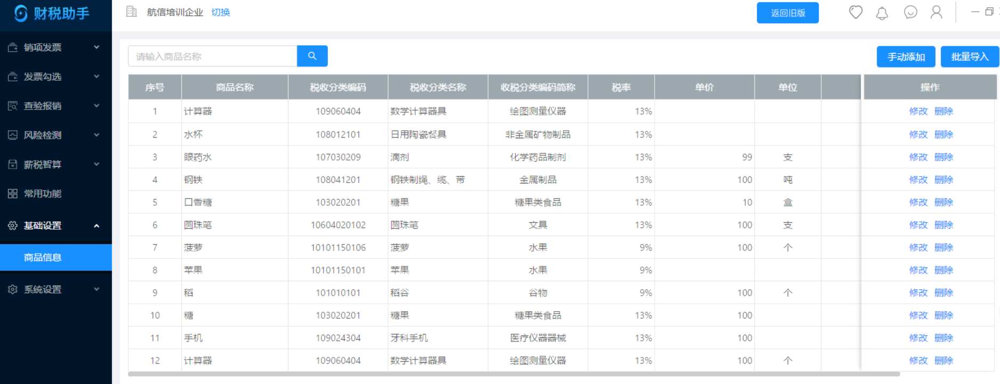 财税助手
航信培训企业 切换
返回旧版
销项发票
发票勾选
查验报销
风险检测
薪税智算
常用功能
基础设置
商品信息
系统设置
请输入商品名称
手动添加 批量导入
序号 商品名称 税收分类编码 税收分类名称 收税分类编码简称 税率 单价 单位 操作
1 计算器 109060404 数学计算器具 绘图测量仪器 13% 修改 删除
2 水杯 108012101 日用陶瓷餐具 非金属矿物制品 13% 修改 删除
3 眼药水 107030209 滴剂 化学药品制剂 13% 99 支 修改 删除
4 钢铁 108041201 钢铁制绳、缆、带 金属制品 13% 100 吨 修改 删除
5 口香糖 103020201 糖果 糖果类食品 13% 10 盒 修改 删除
6 圆珠笔 10604020102 圆珠笔 文具 13% 100 支 修改 删除
7 菠萝 10101150106 菠萝 水果 9% 100 个 修改 删除
8 苹果 10101150101 苹果 水果 9% 修改 删除
9 稻 101010101 稻谷 谷物 9% 100 个 修改 删除
10 糖 103020201 糖果 糖果类食品 13% 100 修改 删除
11 手机 109024304 牙科手机 医疗仪器器械 13% 100 修改 删除
12 计算器 109060404 数学计算器具 绘图测量仪器 13% 100 个 修改 删除